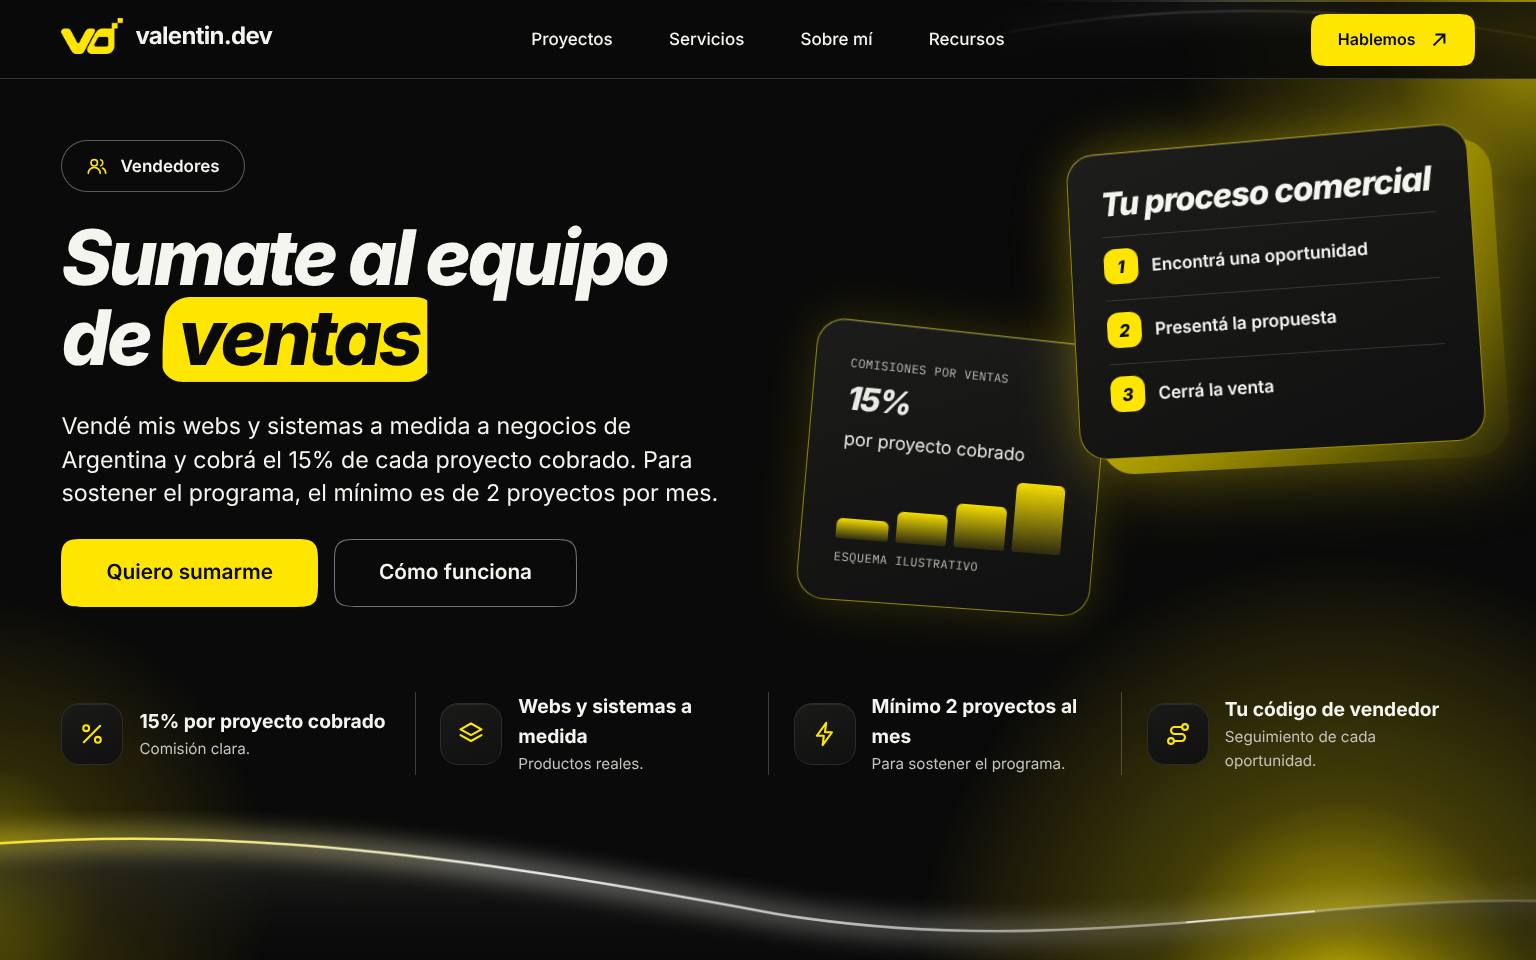 valentin.dev
Proyectos
Servicios
Sobre mí
Recursos
Hablemos
Vendedores
Sumate al equipo
de ventas
Vendé mis webs y sistemas a medida a negocios de
Argentina y cobrá el 15% de cada proyecto cobrado. Para
sostener el programa, el mínimo es de 2 proyectos por mes.
Quiero sumarme
Cómo funciona
COMISIONES POR VENTAS
15%
por proyecto cobrado
ESQUEMA ILUSTRATIVO
Tu proceso comercial
1 Encontrá una oportunidad
2 Presentá la propuesta
3 Cerrá la venta
15% por proyecto cobrado
Comisión clara.
Webs y sistemas a
medida
Productos reales.
Mínimo 2 proyectos al
mes
Para sostener el programa.
Tu código de vendedor
Seguimiento de cada
oportunidad.